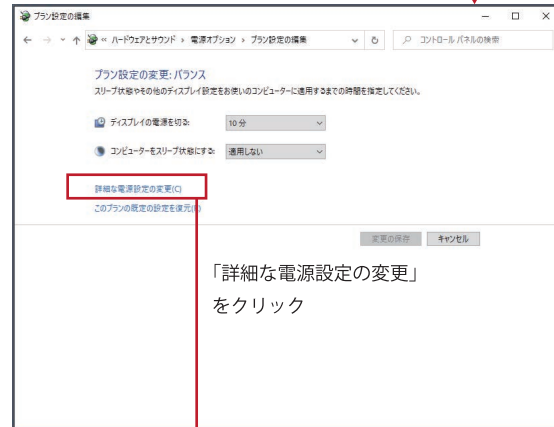 プラン設定の編集
« ハードウェアとサウンド › 電源オプション › プラン設定の編集
コントロール パネルの検索
プラン設定の変更: バランス
スリープ状態やその他のディスプレイ設定をお使いのコンピューターに適用するまでの時間を指定してください。
ディスプレイの電源を切る: 10 分
コンピューターをスリープ状態にする: 適用しない
詳細な電源設定の変更(C)
このプランの既定の設定を復元
変更の保存 キャンセル
「詳細な電源設定の変更」
をクリック